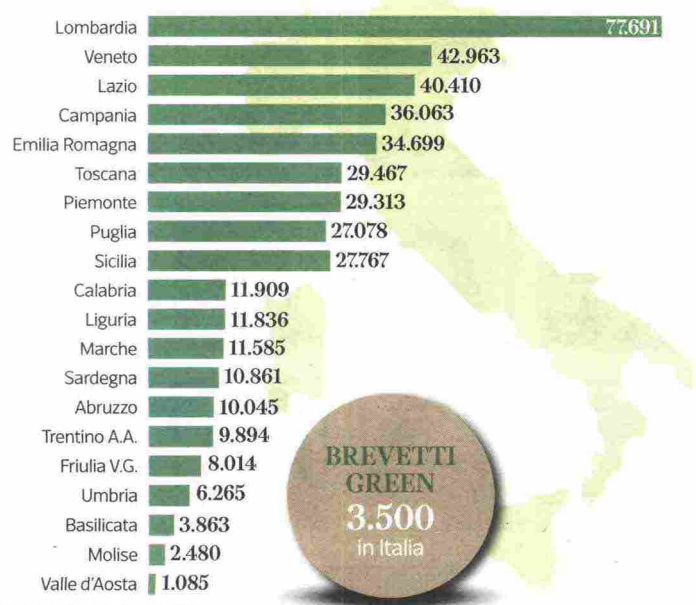 Lombardia 77.691
Veneto 42.963
Lazio 40.410
Campania 36.063
Emilia Romagna 34.699
Toscana 29.467
Piemonte 29.313
Puglia 27.078
Sicilia 27.767
Calabria 11.909
Liguria 11.836
Marche 11.585
Sardegna 10.861
Abruzzo 10.045
Trentino A.A. 9.894
Friulia V.G. 8.014
Umbria 6.265
Basilicata 3.863
Molise 2.480
Valle d'Aosta 1.085
BREVETTI
GREEN
3.500
in Italia